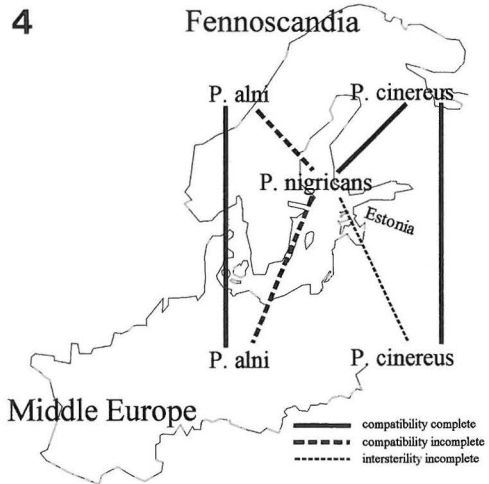 4
Fennoscandia
P. alni P. cinereus
P. nigricans
Estonia
P. alni P. cinereus
Middle Europe
compatibility complete
compatibility incomplete
intersterility incomplete